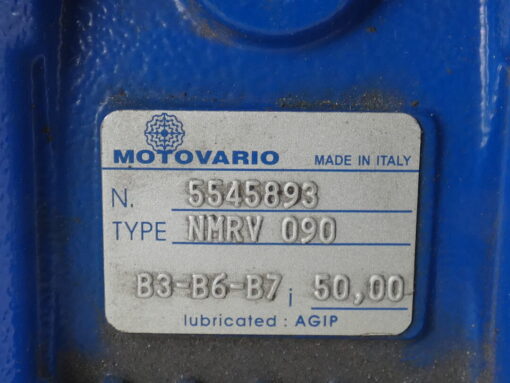 MOTOVARIO MADE IN ITALY
N. 5545893
TYPE NMRV 090
B3-B6-B7 i 50,00
lubricated : AGIP